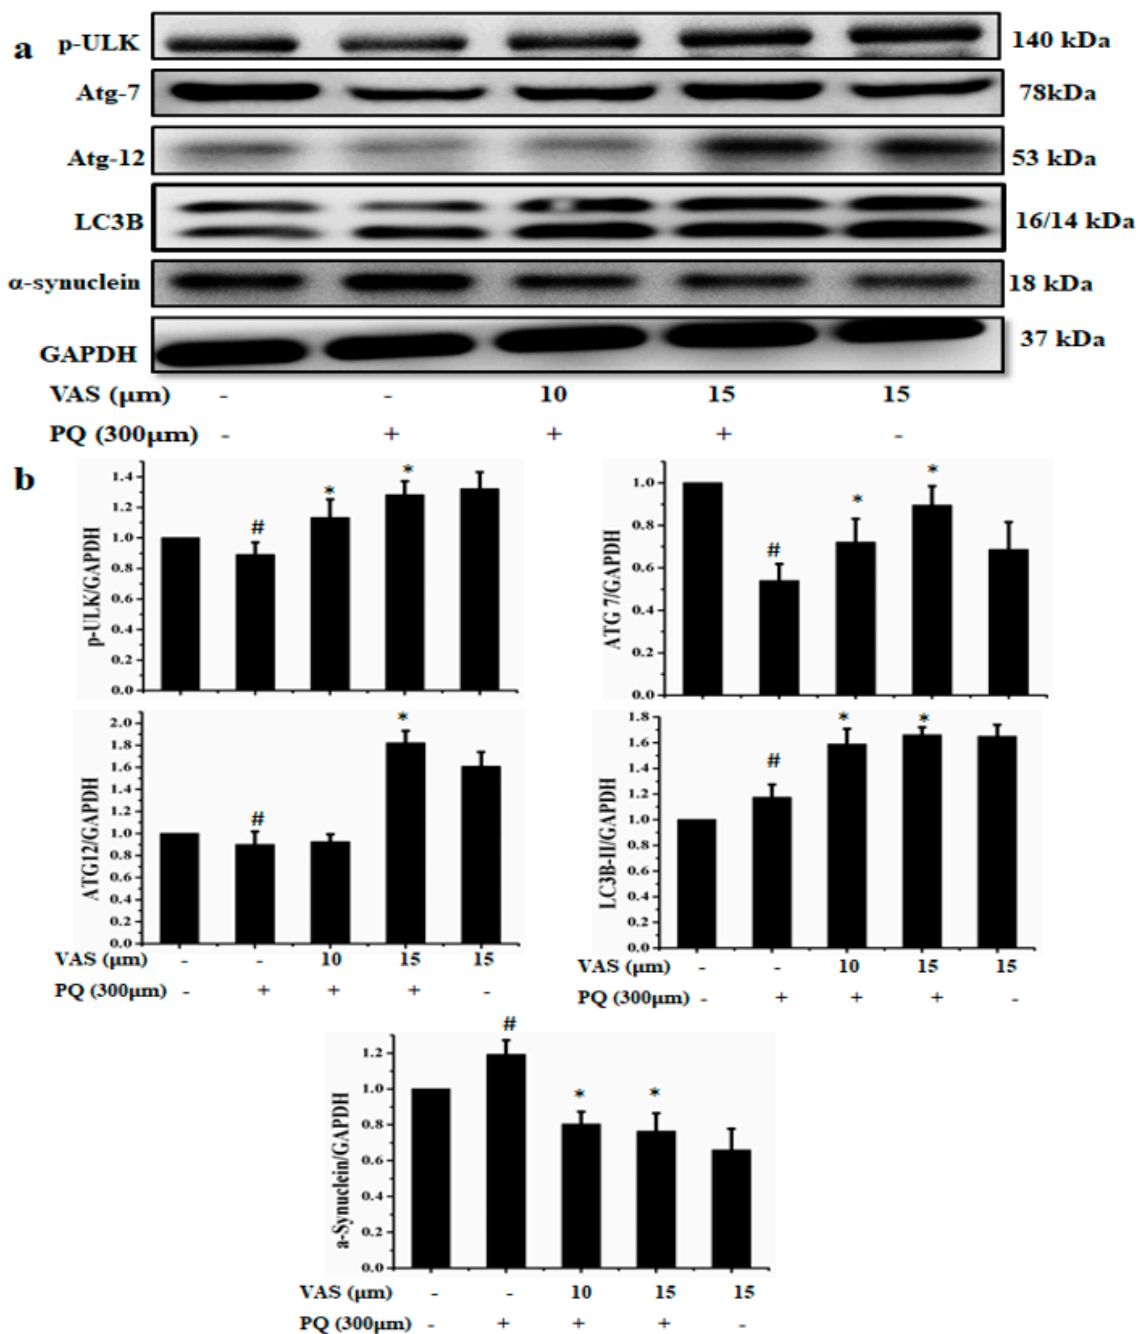 a
p-ULK 140 kDa
Atg-7 78kDa
Atg-12 53 kDa
LC3B 16/14 kDa
α-synuclein 18 kDa
GAPDH 37 kDa
VAS (μm) - - 10 15 15
PQ (300μm) - + + + -
b
p-ULK/GAPDH
1.4
1.2
1.0
0.8
0.6
0.4
0.2
0.0
# * *
ATG 7/GAPDH
1.0
0.8
0.6
0.4
0.2
0.0
# * *
ATG12/GAPDH
2.0
1.8
1.6
1.4
1.2
1.0
0.8
0.6
0.4
0.2
0.0
# *
VAS (μm) - - 10 15 15
PQ (300μm) - + + + -
LC3B-II/GAPDH
1.8
1.6
1.4
1.2
1.0
0.8
0.6
0.4
0.2
0.0
# * *
VAS (μm) - - 10 15 15
PQ (300μm) - + + + -
a-Synuclein/GAPDH
1.2
1.0
0.8
0.6
0.4
0.2
0.0
# * *
VAS (μm) - - 10 15 15
PQ (300μm) - + + + -